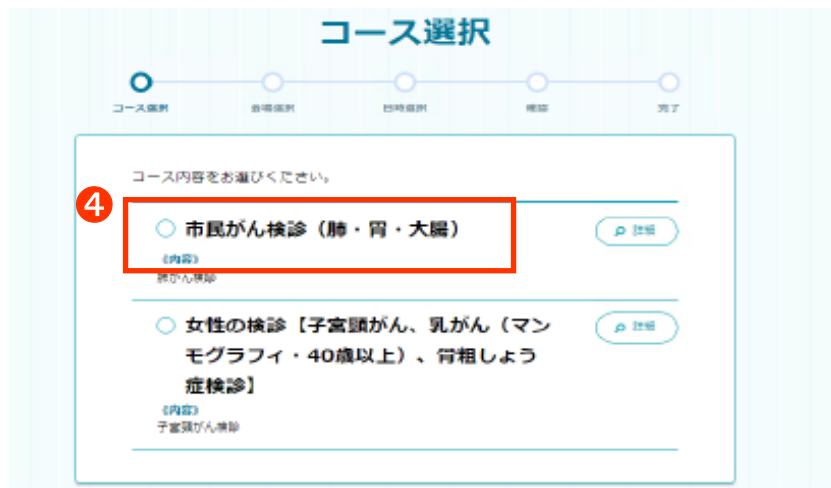 コース選択
コース選択 会場選択 日時選択 確認 完了
コース内容をお選びください。
4
市民がん検診（肺・胃・大腸）
詳細
《内容》
肺がん検診
女性の検診【子宮頸がん、乳がん（マン
モグラフィ・40歳以上）、骨粗しょう
症検診】
詳細
《内容》
子宮頸がん検診